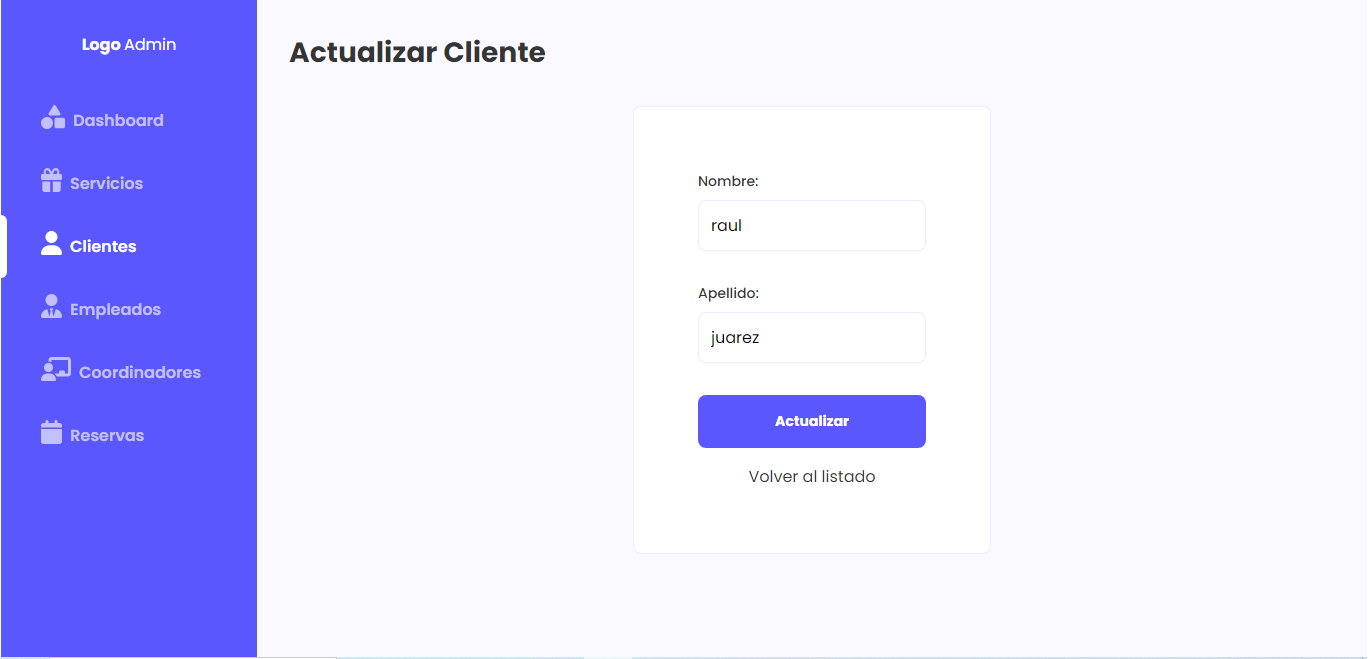 Logo Admin
Dashboard
Servicios
Clientes
Empleados
Coordinadores
Reservas
Actualizar Cliente
Nombre:
raul
Apellido:
juarez
Actualizar
Volver al listado